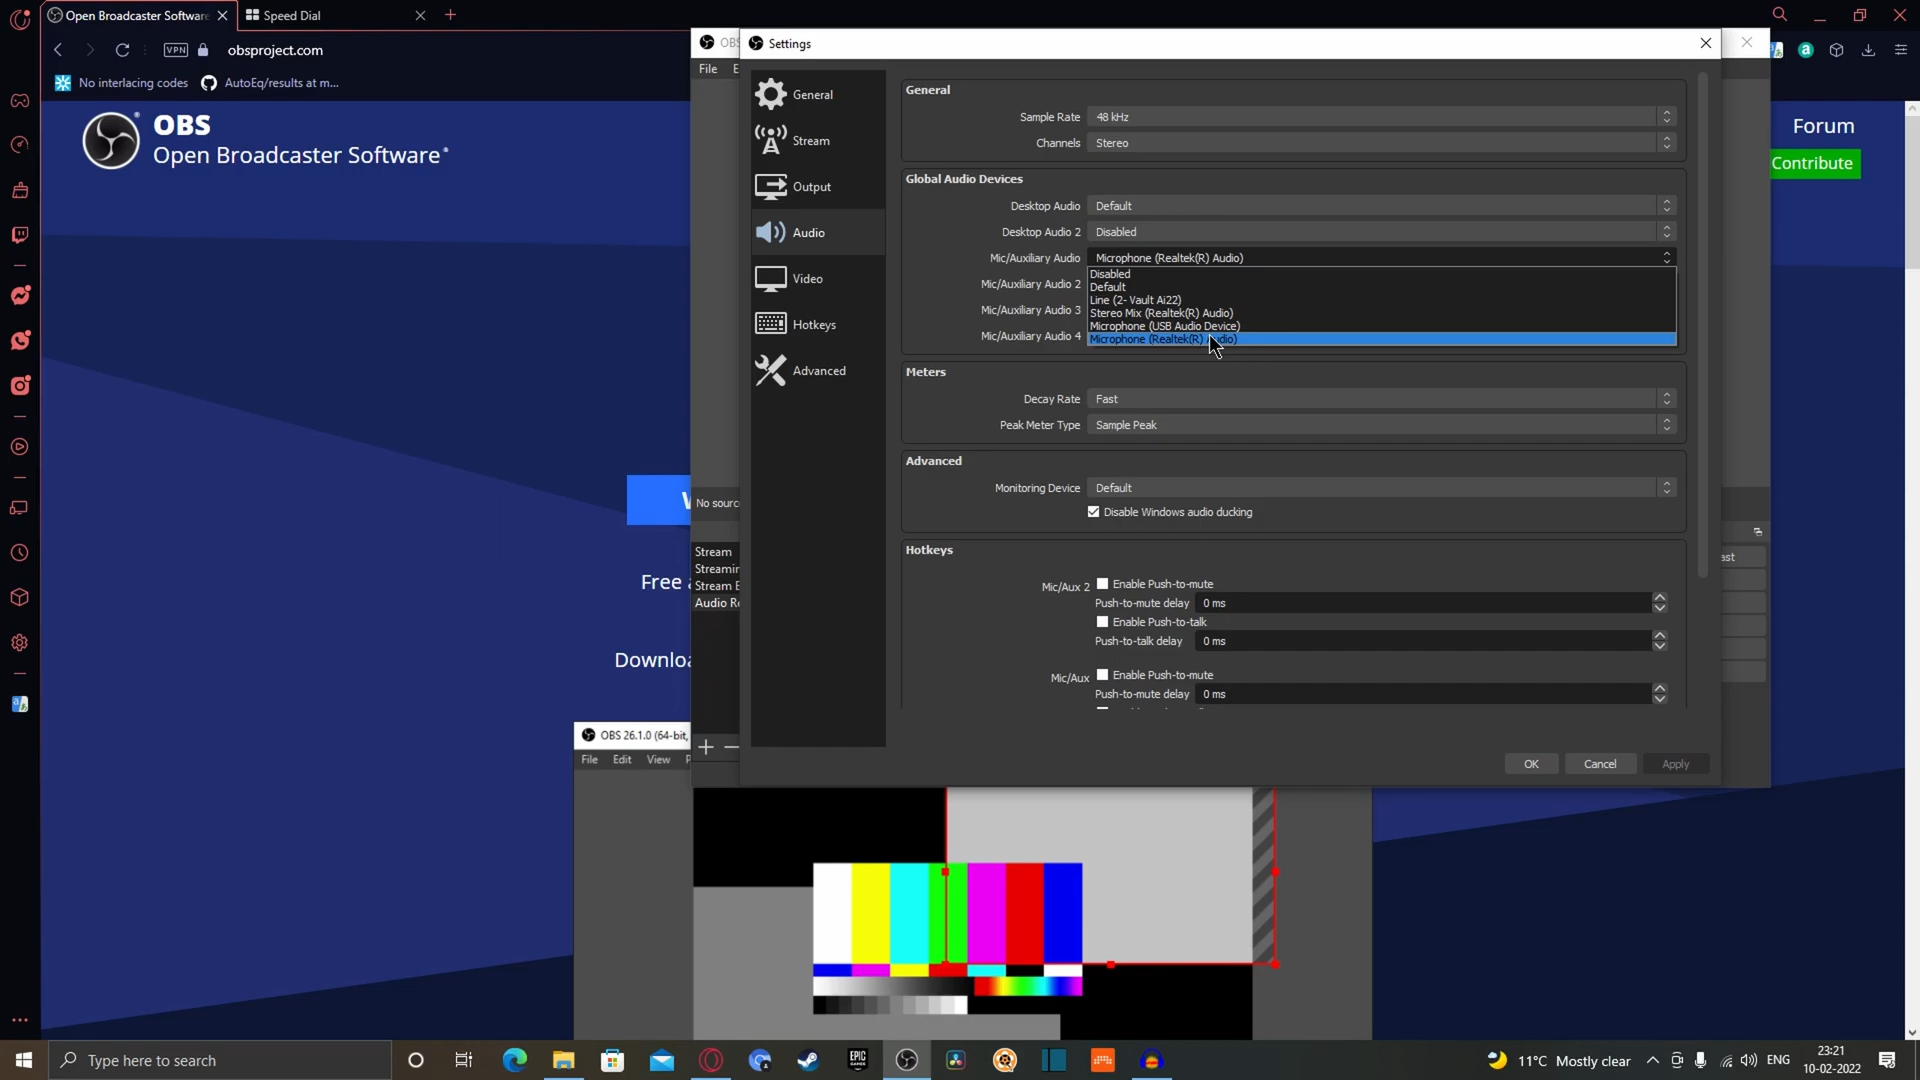 Open Broadcaster Software
Speed Dial
VPN
obsproject.com
No interlacing codes
AutoEq/results at m...
OBS
Open Broadcaster Software
Forum
Contribute
Free
Downlo
OBS
File
No sourc
Stream
Streamin
Stream
Audio
Settings
General
Stream
Output
Audio
Video
Hotkeys
Advanced
General
Sample Rate 48 kHz
Channels Stereo
Global Audio Devices
Desktop Audio Default
Desktop Audio 2 Disabled
Mic/Auxiliary Audio Microphone (Realtek(R) Audio)
Disabled
Default
Line (2- Vault Ai22)
Stereo Mix (Realtek(R) Audio)
Microphone (USB Audio Device)
Microphone (Realtek(R) Audio)
Mic/Auxiliary Audio 2
Mic/Auxiliary Audio 3
Mic/Auxiliary Audio 4
Meters
Decay Rate Fast
Peak Meter Type Sample Peak
Advanced
Monitoring Device Default
Disable Windows audio ducking
Hotkeys
Mic/Aux 2 Enable Push-to-mute
Push-to-mute delay 0 ms
Enable Push-to-talk
Push-to-talk delay 0 ms
Mic/Aux Enable Push-to-mute
Push-to-mute delay 0 ms
OK Cancel Apply
ast
OBS 26.1.0 (64-bit,
File Edit View
Type here to search
EPIC GAMES
11°C Mostly clear
ENG
23:21
10-02-2022